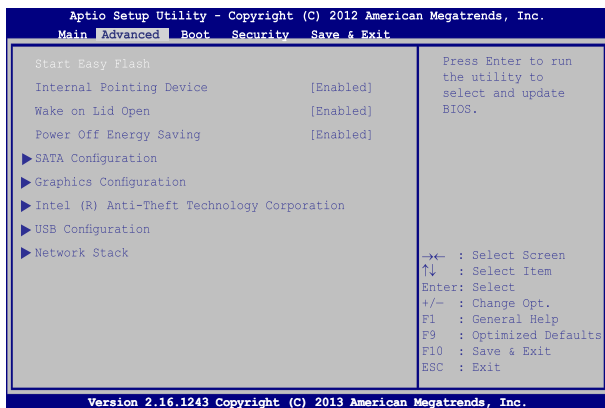 Aptio Setup Utility - Copyright (C) 2012 American Megatrends, Inc.
Main Advanced Boot Security Save & Exit
Start Easy Flash
Internal Pointing Device [Enabled]
Wake on Lid Open [Enabled]
Power Off Energy Saving [Enabled]
SATA Configuration
Graphics Configuration
Intel (R) Anti-Theft Technology Corporation
USB Configuration
Network Stack
Press Enter to run
the utility to
select and update
BIOS.
→← : Select Screen
↑↓ : Select Item
Enter: Select
+/— : Change Opt.
F1 : General Help
F9 : Optimized Defaults
F10 : Save & Exit
ESC : Exit
Version 2.16.1243 Copyright (C) 2013 American Megatrends, Inc.